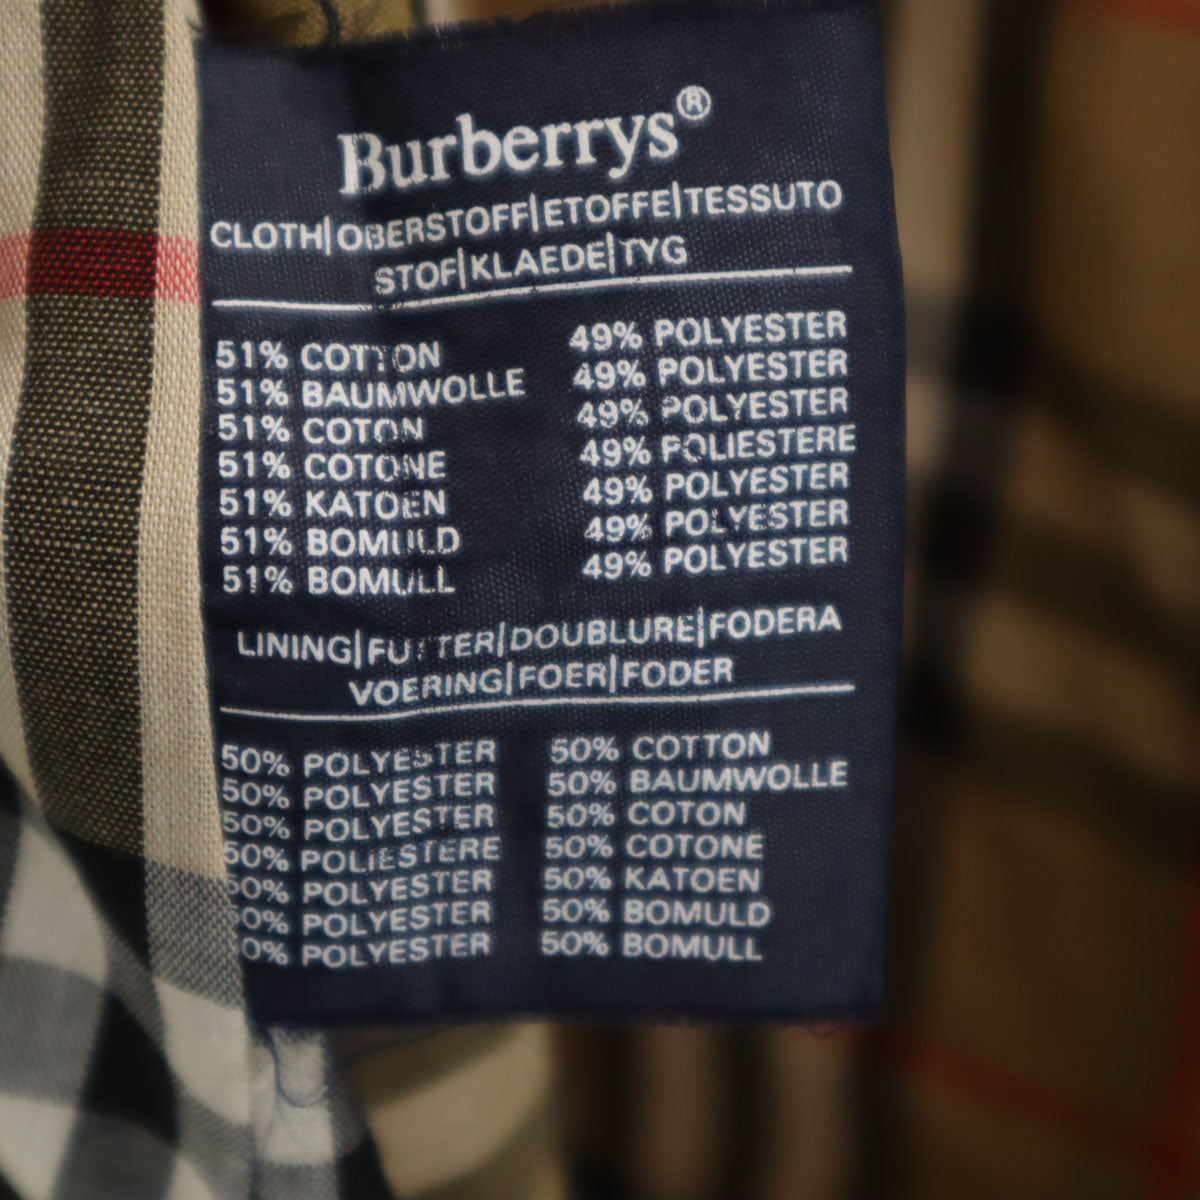 Burberrys®
CLOTH|OBERSTOFF|ETOFFE|TESSUTO
STOF|KLAEDE|TYG
51% COTTON 49% POLYESTER
51% BAUMWOLLE 49% POLYESTER
51% COTON 49% POLYESTER
51% COTONE 49% POLIESTERE
51% KATOEN 49% POLYESTER
51% BOMULD 49% POLYESTER
51% BOMULL 49% POLYESTER
LINING|FUTTER|DOUBLURE|FODERA
VOERING|FOER|FODER
50% POLYESTER 50% COTTON
50% POLYESTER 50% BAUMWOLLE
50% POLYESTER 50% COTON
50% POLIESTERE 50% COTONE
50% POLYESTER 50% KATOEN
50% POLYESTER 50% BOMULD
0% POLYESTER 50% BOMULL